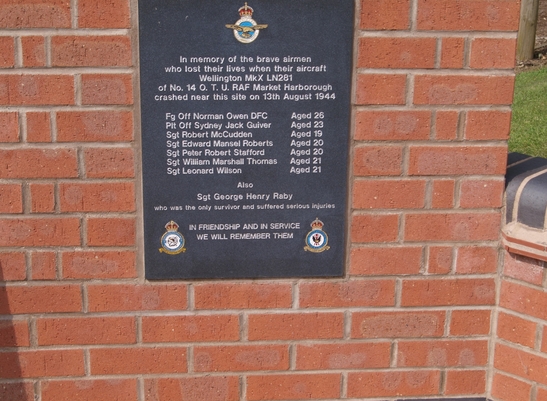 In memory of the brave airmen
who lost their lives when their aircraft
Wellington MkX LN281
of No. 14 O. T. U. RAF Market Harborough
crashed near this site on 13th August 1944
Fg Off Norman Owen DFC Aged 26
Plt Off Sydney Jack Guiver Aged 23
Sgt Robert McCudden Aged 19
Sgt Edward Mansel Roberts Aged 20
Sgt Peter Robert Stafford Aged 20
Sgt William Marshall Thomas Aged 21
Sgt Leonard Wilson Aged 21
Also
Sgt George Henry Raby
who was the only survivor and suffered serious injuries
IN FRIENDSHIP AND IN SERVICE
WE WILL REMEMBER THEM